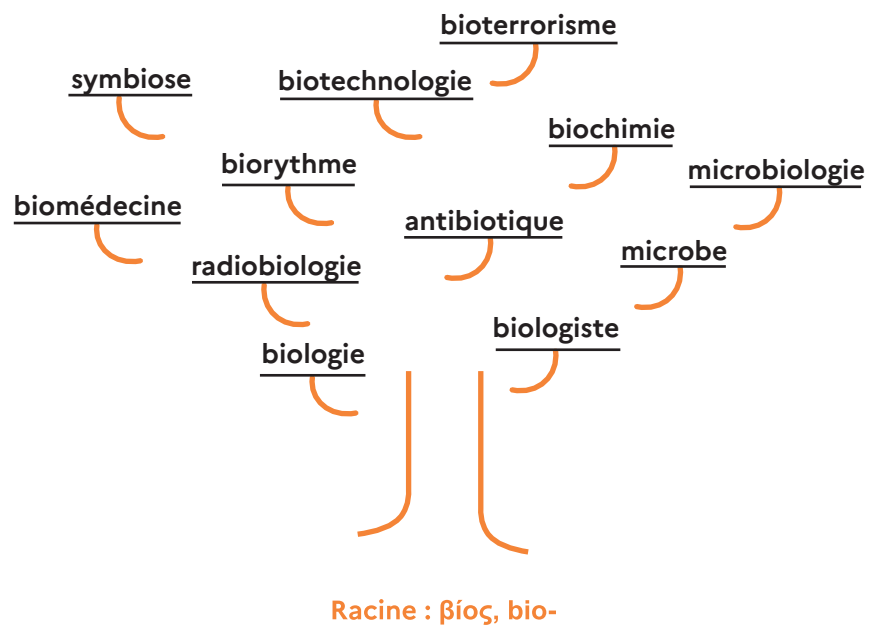 bioterrorisme
symbiose
biotechnologie
biochimie
biorythme
microbiologie
biomédecine
antibiotique
microbe
radiobiologie
biologiste
biologie
Racine : βίος, bio-